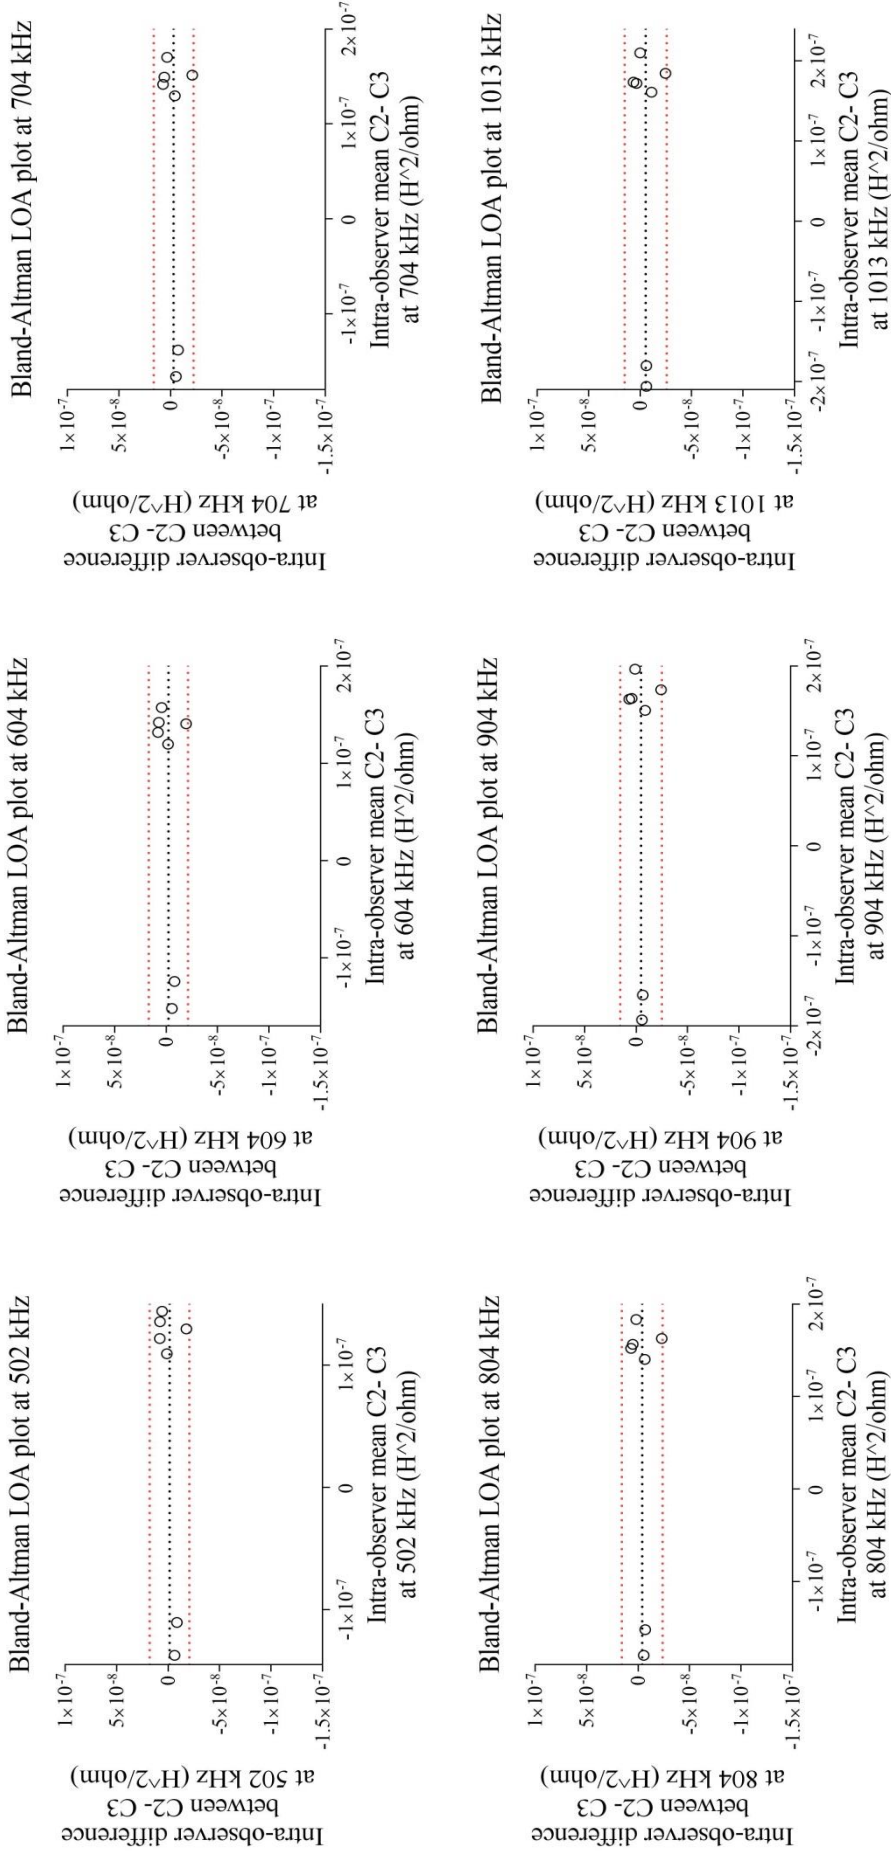 Bland-Altman LOA plot at 502 kHz
Intra-observer difference
between C2- C3
at 502 kHz (H^2/ohm)
1×10-7
5×10-8
0
-5×10-8
-1×10-7
-1.5×10-7
-1×10-7
0
1×10-7
Intra-observer mean C2- C3
at 502 kHz (H^2/ohm)
Bland-Altman LOA plot at 604 kHz
Intra-observer difference
between C2- C3
at 604 kHz (H^2/ohm)
1×10-7
5×10-8
0
-5×10-8
-1×10-7
-1.5×10-7
-1×10-7
0
1×10-7
2×10-7
Intra-observer mean C2- C3
at 604 kHz (H^2/ohm)
Bland-Altman LOA plot at 704 kHz
Intra-observer difference
between C2- C3
at 704 kHz (H^2/ohm)
1×10-7
5×10-8
0
-5×10-8
-1×10-7
-1.5×10-7
-1×10-7
0
1×10-7
2×10-7
Intra-observer mean C2- C3
at 704 kHz (H^2/ohm)
Bland-Altman LOA plot at 804 kHz
Intra-observer difference
between C2- C3
at 804 kHz (H^2/ohm)
1×10-7
5×10-8
0
-5×10-8
-1×10-7
-1.5×10-7
-1×10-7
0
1×10-7
2×10-7
Intra-observer mean C2- C3
at 804 kHz (H^2/ohm)
Bland-Altman LOA plot at 904 kHz
Intra-observer difference
between C2- C3
at 904 kHz (H^2/ohm)
1×10-7
5×10-8
0
-5×10-8
-1×10-7
-1.5×10-7
-2×10-7
-1×10-7
0
1×10-7
2×10-7
Intra-observer mean C2- C3
at 904 kHz (H^2/ohm)
Bland-Altman LOA plot at 1013 kHz
Intra-observer difference
between C2- C3
at 1013 kHz (H^2/ohm)
1×10-7
5×10-8
0
-5×10-8
-1×10-7
-1.5×10-7
-2×10-7
-1×10-7
0
1×10-7
2×10-7
Intra-observer mean C2- C3
at 1013 kHz (H^2/ohm)